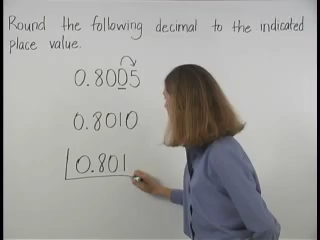 Round the following decimal to the indicated
place value.
0.8005
0.8010
0.801